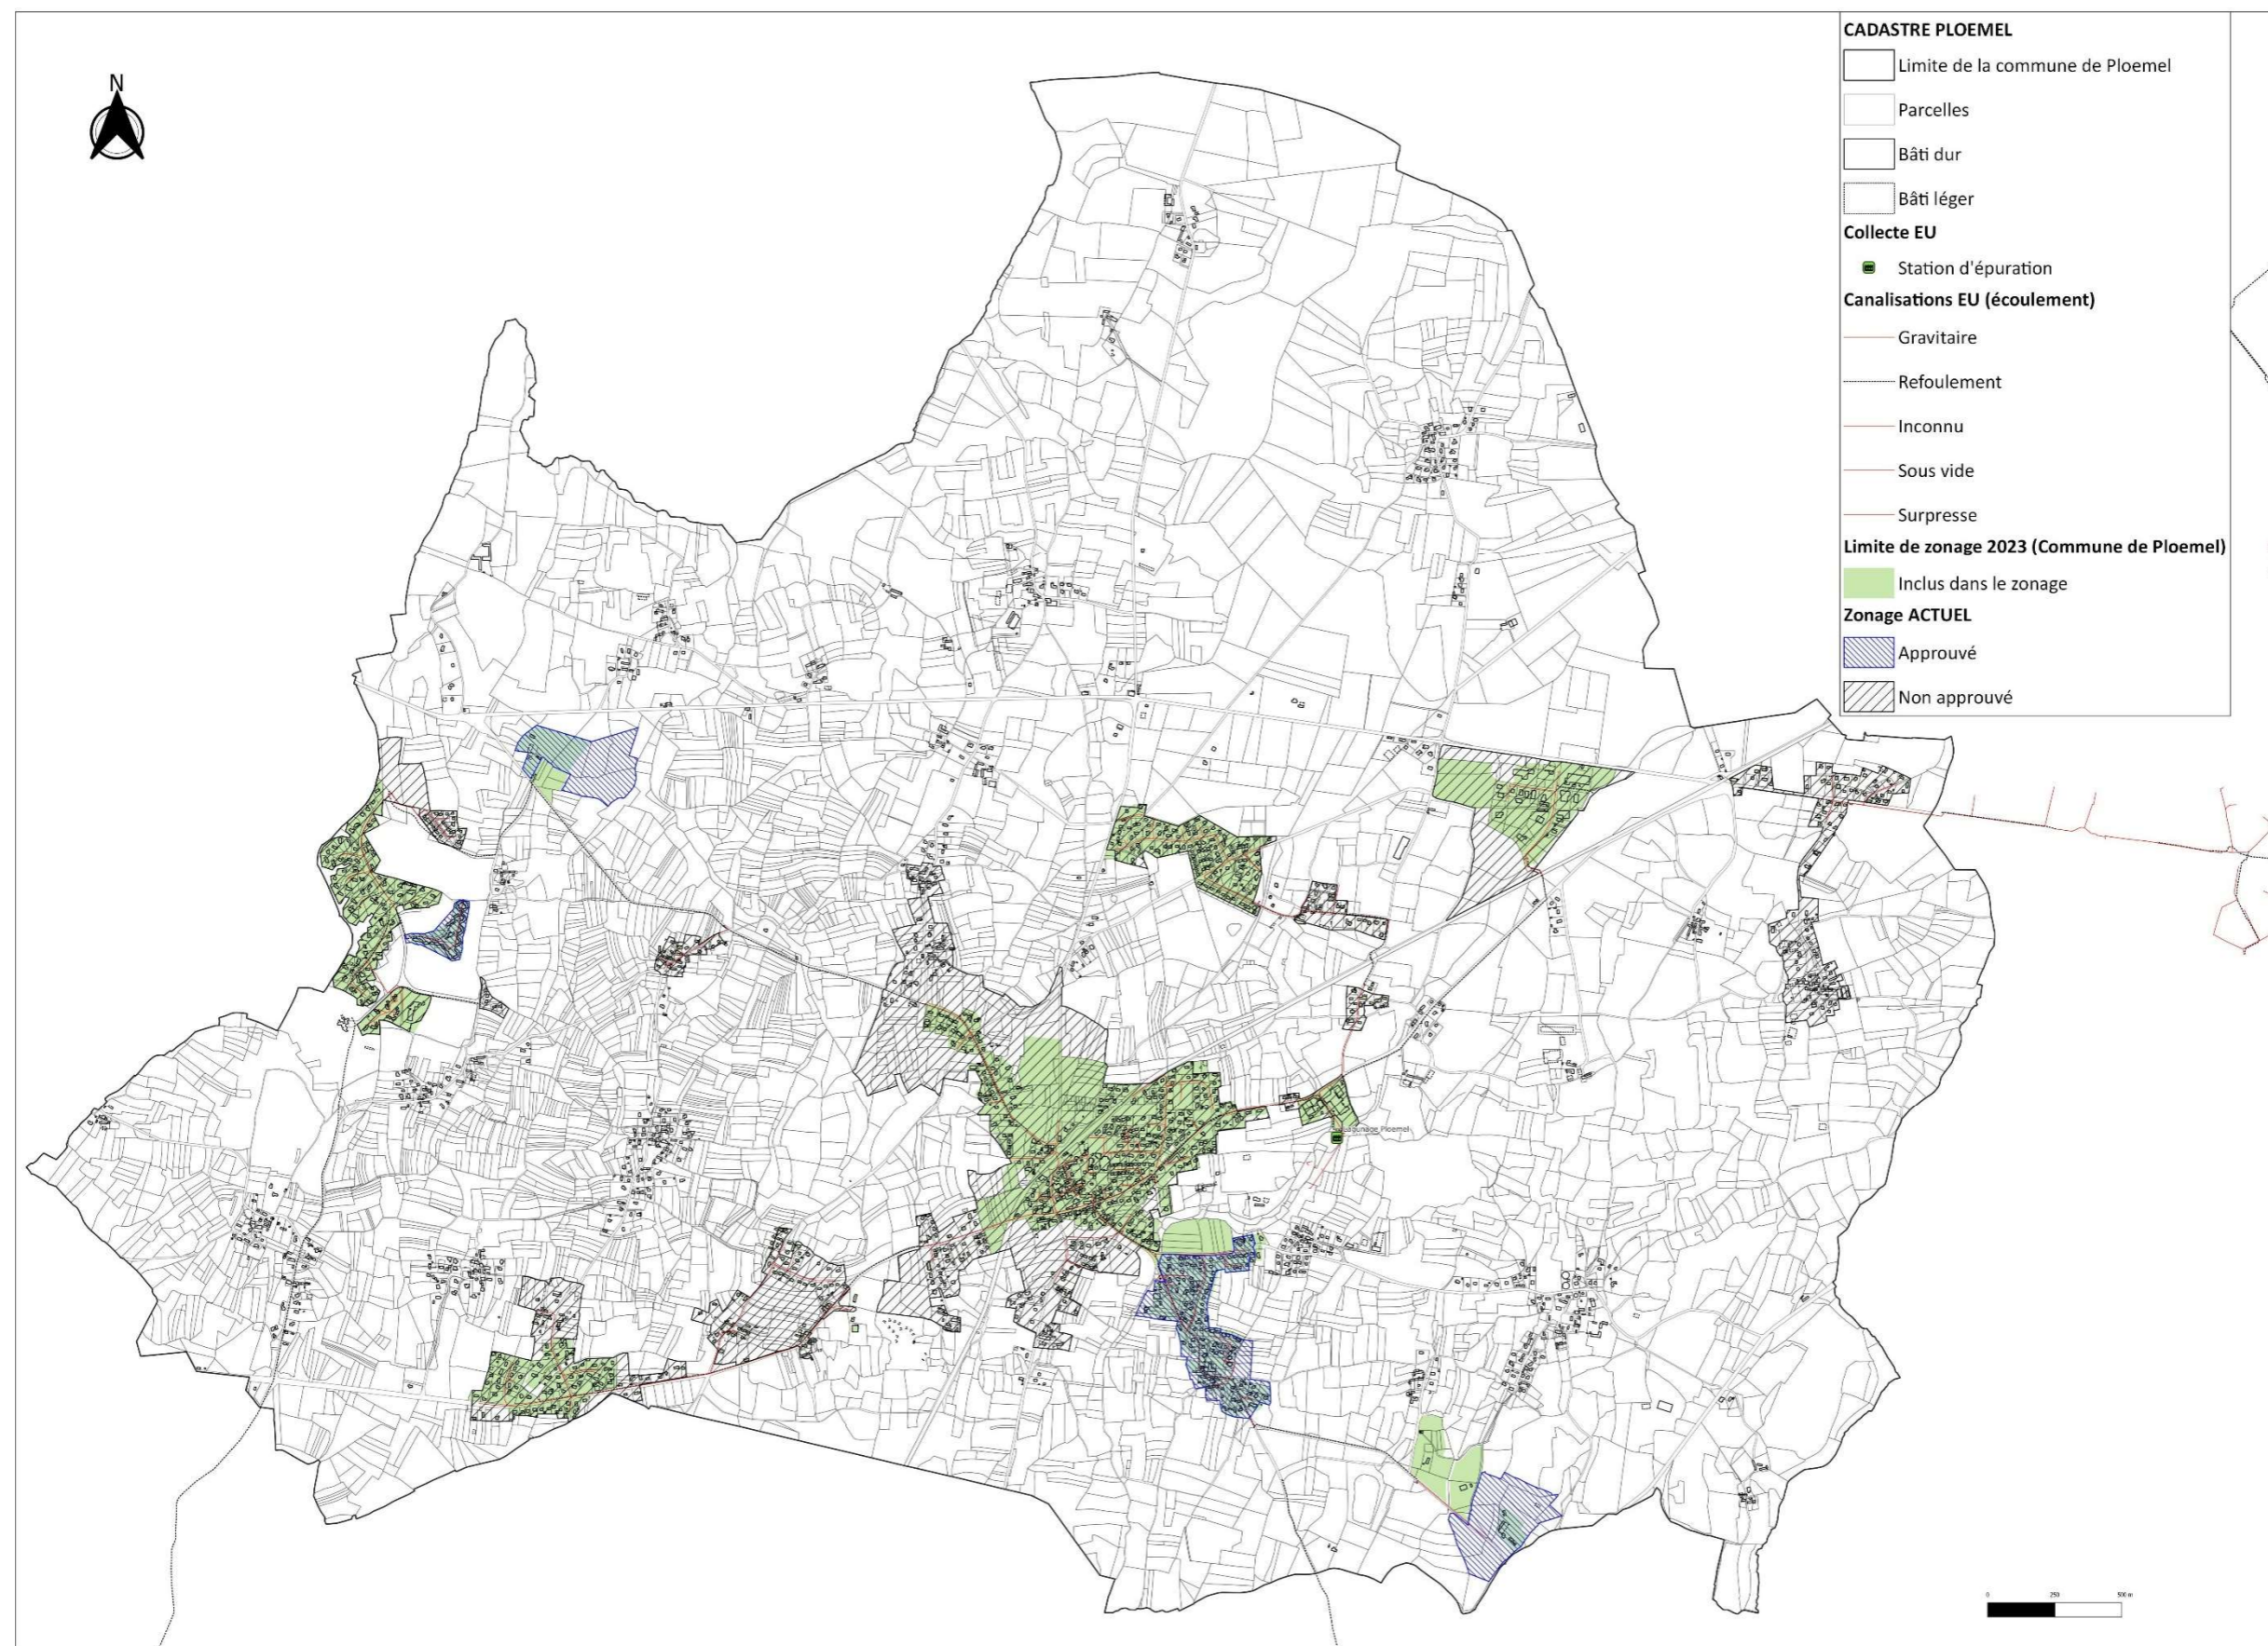 N
CADASTRE PLOEMEL
Limite de la commune de Ploemel
Parcelles
Bâti dur
Bâti léger
Collecte EU
Station d'épuration
Canalisations EU (écoulement)
Gravitaire
Refoulement
Inconnu
Sous vide
Surpresse
Limite de zonage 2023 (Commune de Ploemel)
Inclus dans le zonage
Zonage ACTUEL
Approuvé
Non approuvé
Ploemel
0 250 500 m